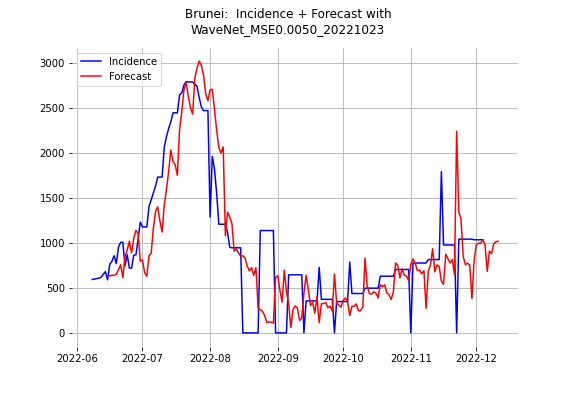 Brunei:  Incidence + Forecast with
WaveNet_MSE0.0050_20221023
Incidence
Forecast
3000
2500
2000
1500
1000
500
0
2022-06 2022-07 2022-08 2022-09 2022-10 2022-11 2022-12